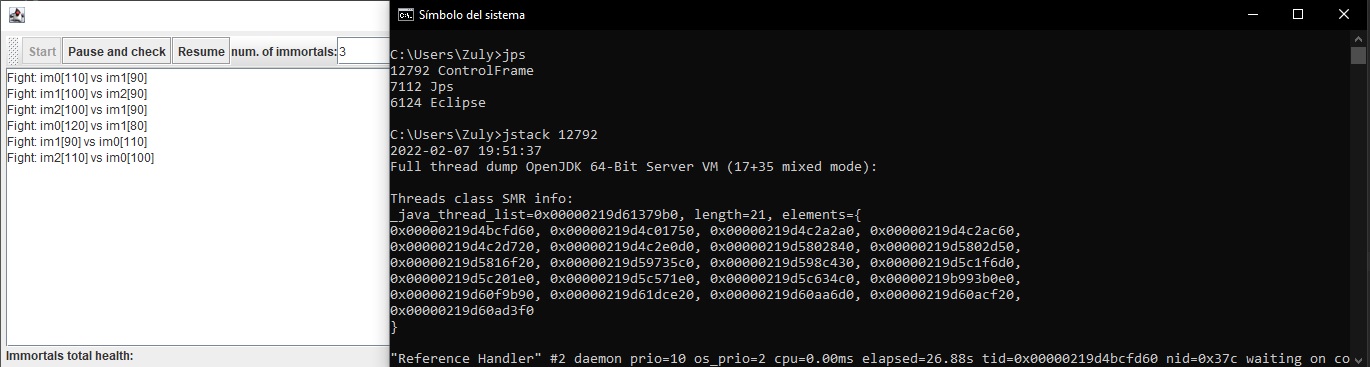 Start Pause and check Resume num. of immortals: 3
Fight: im0[110] vs im1[90]
Fight: im1[100] vs im2[90]
Fight: im2[100] vs im1[90]
Fight: im0[120] vs im1[80]
Fight: im1[90] vs im0[110]
Fight: im2[110] vs im0[100]
Immortals total health:
Símbolo del sistema
C:\Users\Zuly>jps
12792 ControlFrame
7112 Jps
6124 Eclipse
C:\Users\Zuly>jstack 12792
2022-02-07 19:51:37
Full thread dump OpenJDK 64-Bit Server VM (17+35 mixed mode):
Threads class SMR info:
_java_thread_list=0x00000219d61379b0, length=21, elements={
0x00000219d4bcfd60, 0x00000219d4c01750, 0x00000219d4c2a2a0, 0x00000219d4c2ac60,
0x00000219d4c2d720, 0x00000219d4c2e0d0, 0x00000219d5802840, 0x00000219d5802d50,
0x00000219d5816f20, 0x00000219d59735c0, 0x00000219d598c430, 0x00000219d5c1f6d0,
0x00000219d5c201e0, 0x00000219d5c571e0, 0x00000219d5c634c0, 0x00000219b993b0e0,
0x00000219d60f9b90, 0x00000219d61dce20, 0x00000219d60aa6d0, 0x00000219d60acf20,
0x00000219d60ad3f0
}
"Reference Handler" #2 daemon prio=10 os_prio=2 cpu=0.00ms elapsed=26.88s tid=0x00000219d4bcfd60 nid=0x37c waiting on co